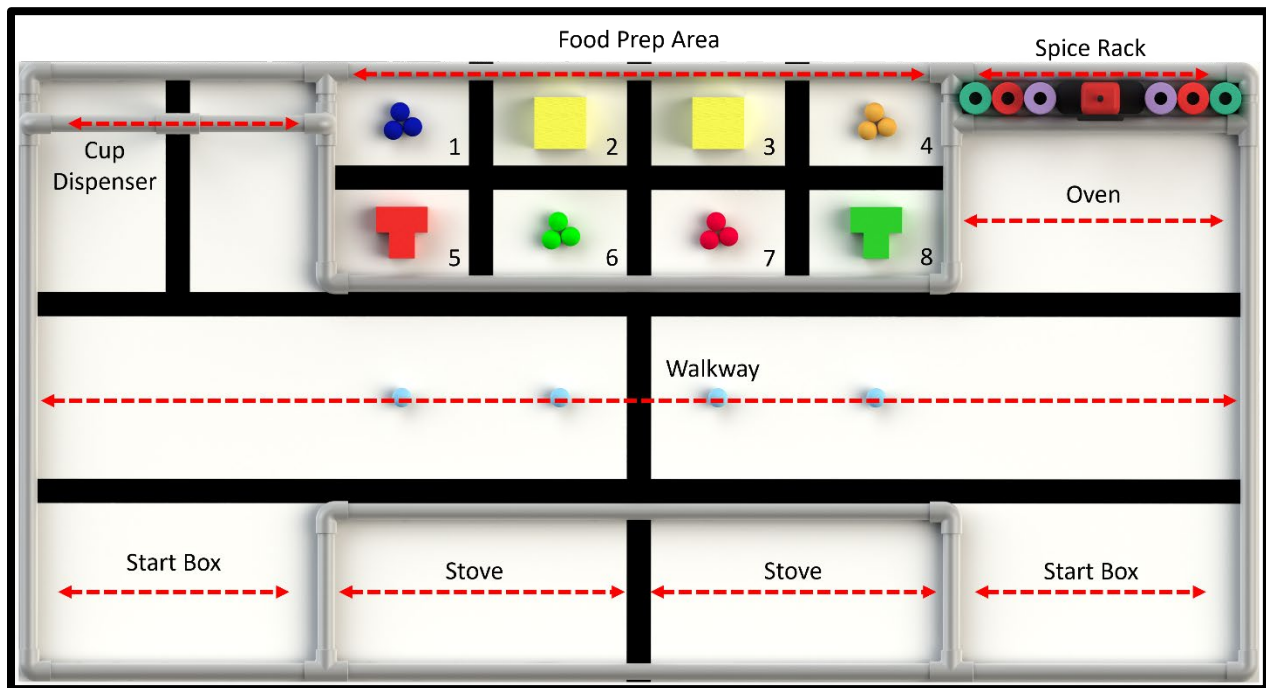 Food Prep Area
Spice Rack
Cup
Dispenser
1
2
3
4
Oven
5
6
7
8
Walkway
Start Box
Stove
Stove
Start Box